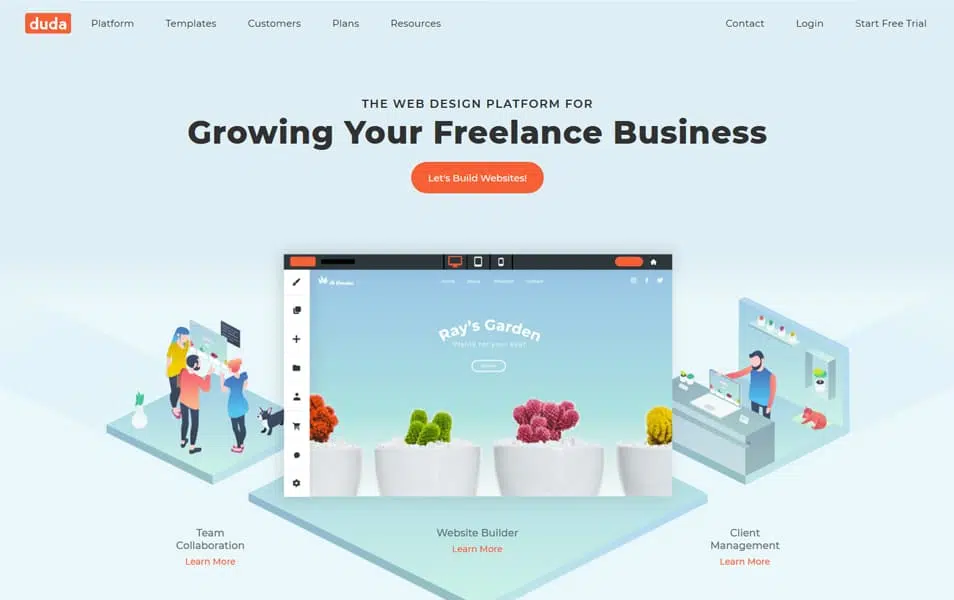 duda
Platform
Templates
Customers
Plans
Resources
Contact
Login
Start Free Trial
THE WEB DESIGN PLATFORM FOR
Growing Your Freelance Business
Let's Build Websites!
Ray's Garden
Team
Collaboration
Learn More
Website Builder
Learn More
Client
Management
Learn More